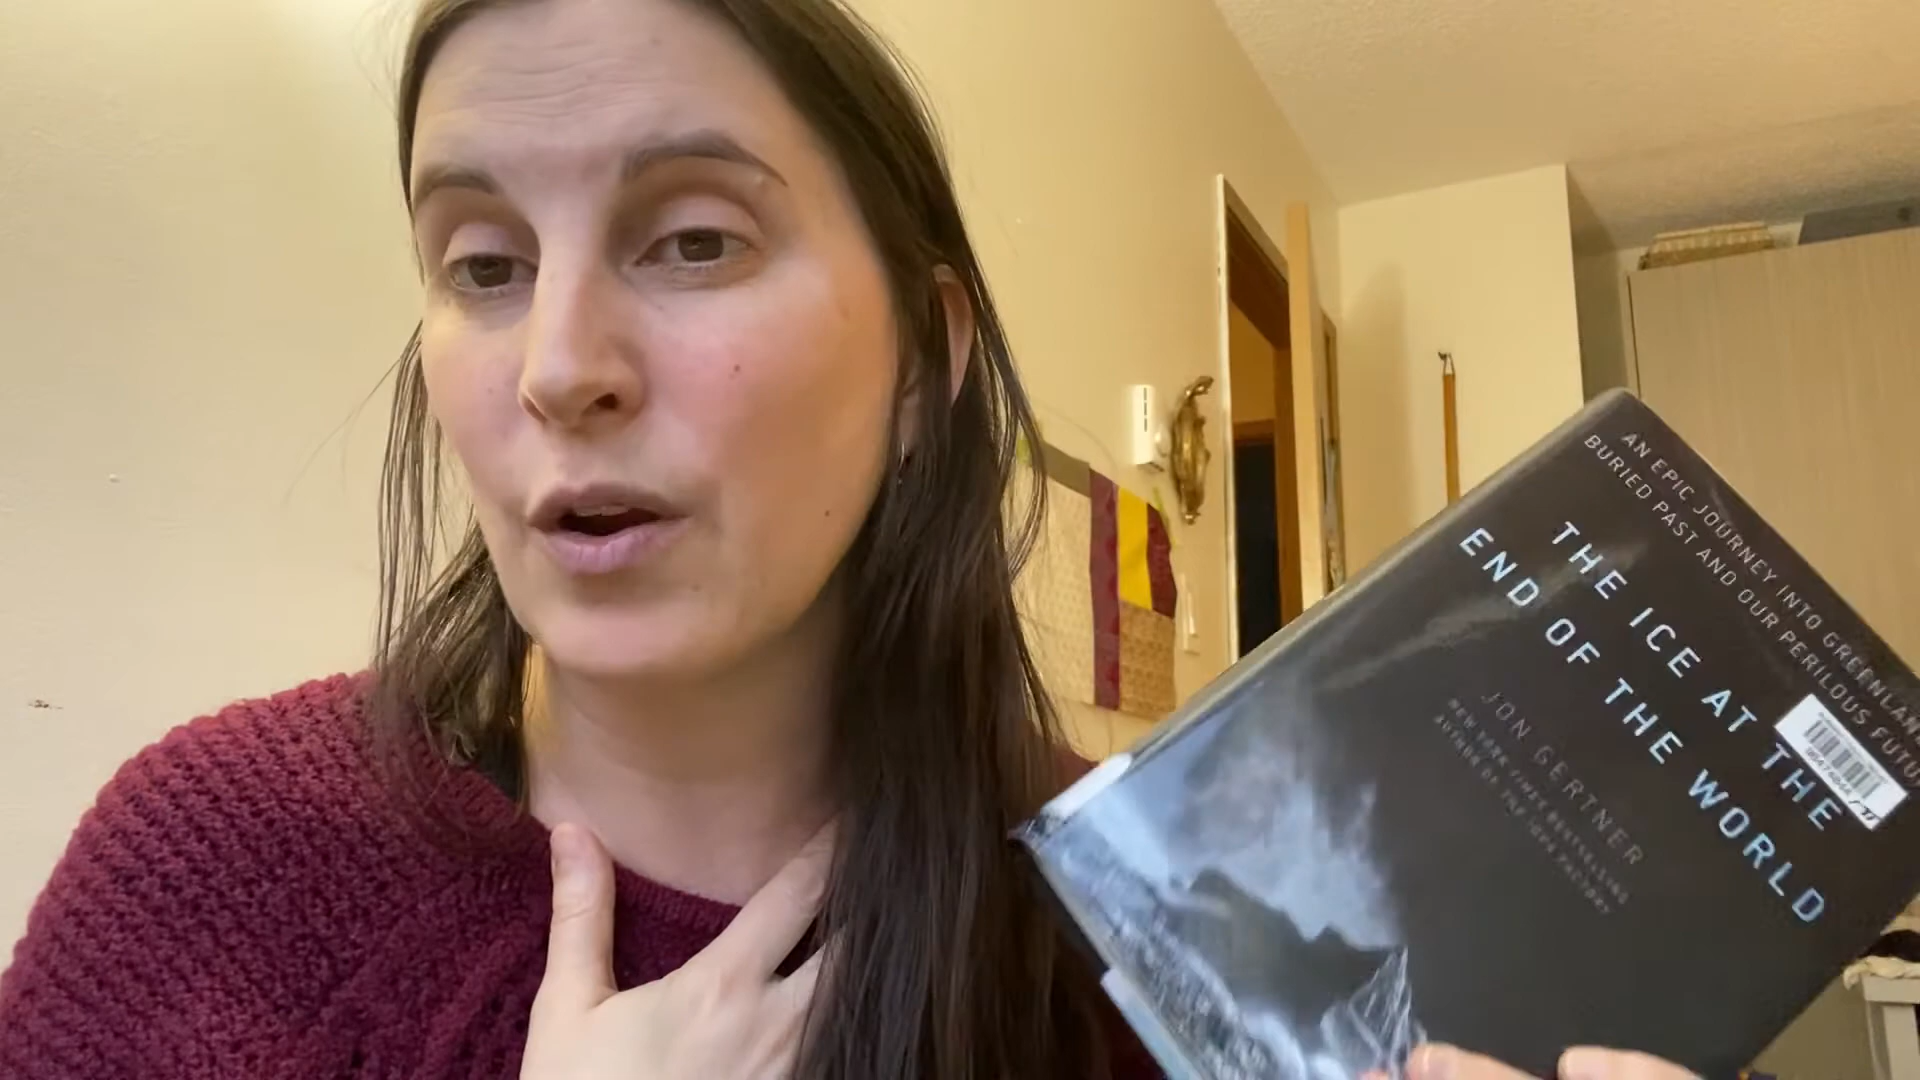 AN EPIC JOURNEY INTO GREENLAN
BURIED PAST AND OUR PERILOUS FUTU
THE ICE AT THE
END OF THE WORLD
JON GERTNER
NEW YORK TIMES BESTSELLING
AUTHOR OF THE IDEA FACTORY